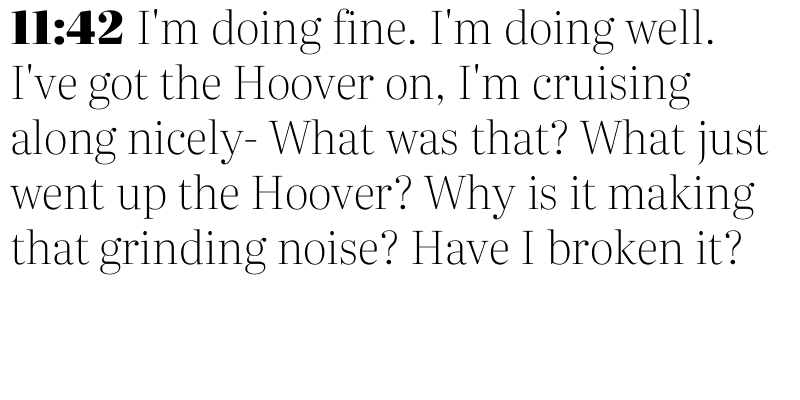 11:42 I'm doing fine. I'm doing well.
I've got the Hoover on, I'm cruising
along nicely- What was that? What just
went up the Hoover? Why is it making
that grinding noise? Have I broken it?